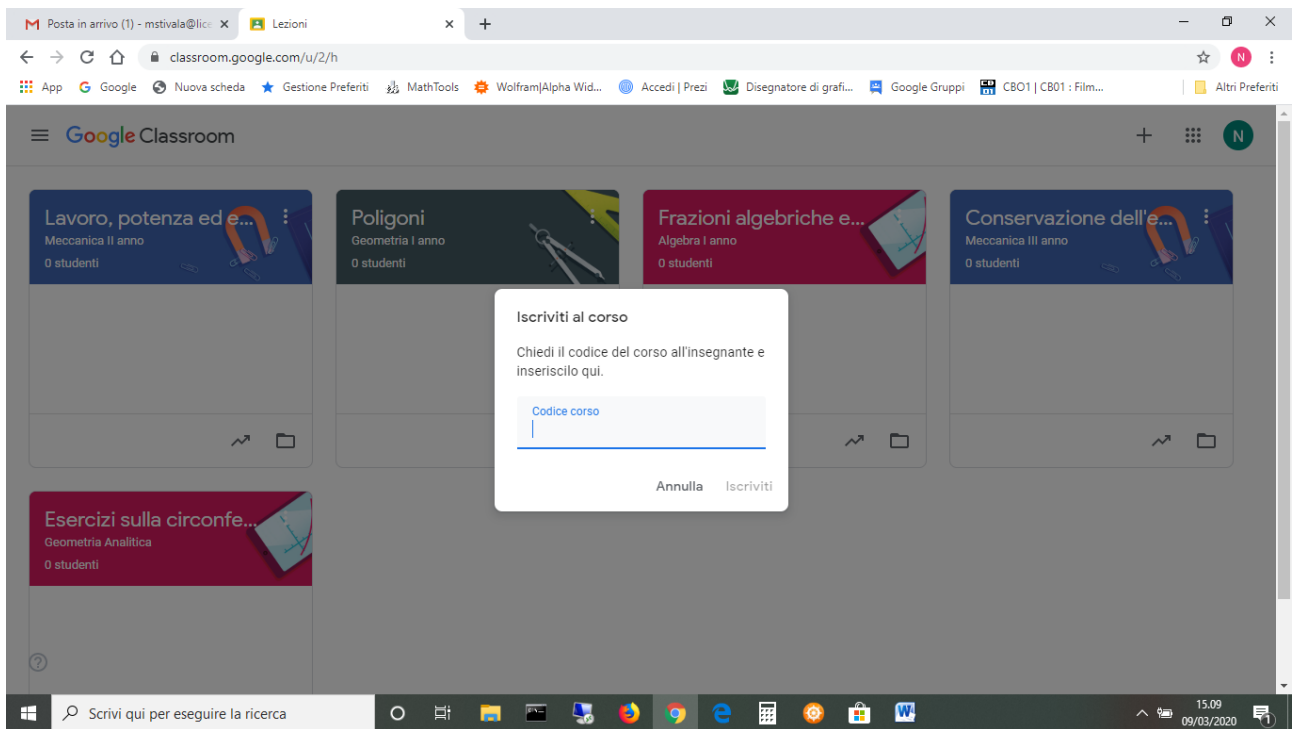 Posta in arrivo (1) - mstivala@lice
Lezioni
classroom.google.com/u/2/h
N
App
Google
Nuova scheda
Gestione Preferiti
MathTools
Wolfram|Alpha Wid...
Accedi | Prezi
Disegnatore di grafi...
Google Gruppi
CBO1 | CB01 : Film...
Altri Preferiti
Google Classroom
N
Lavoro, potenza ed e...
Meccanica II anno
0 studenti
Poligoni
Geometria I anno
0 studenti
Frazioni algebriche e...
Algebra I anno
0 studenti
Conservazione dell'e...
Meccanica III anno
0 studenti
Iscriviti al corso
Chiedi il codice del corso all'insegnante e
inseriscilo qui.
Codice corso
Annulla
Iscriviti
Esercizi sulla circonfe...
Geometria Analitica
0 studenti
Scrivi qui per eseguire la ricerca
15.09
09/03/2020